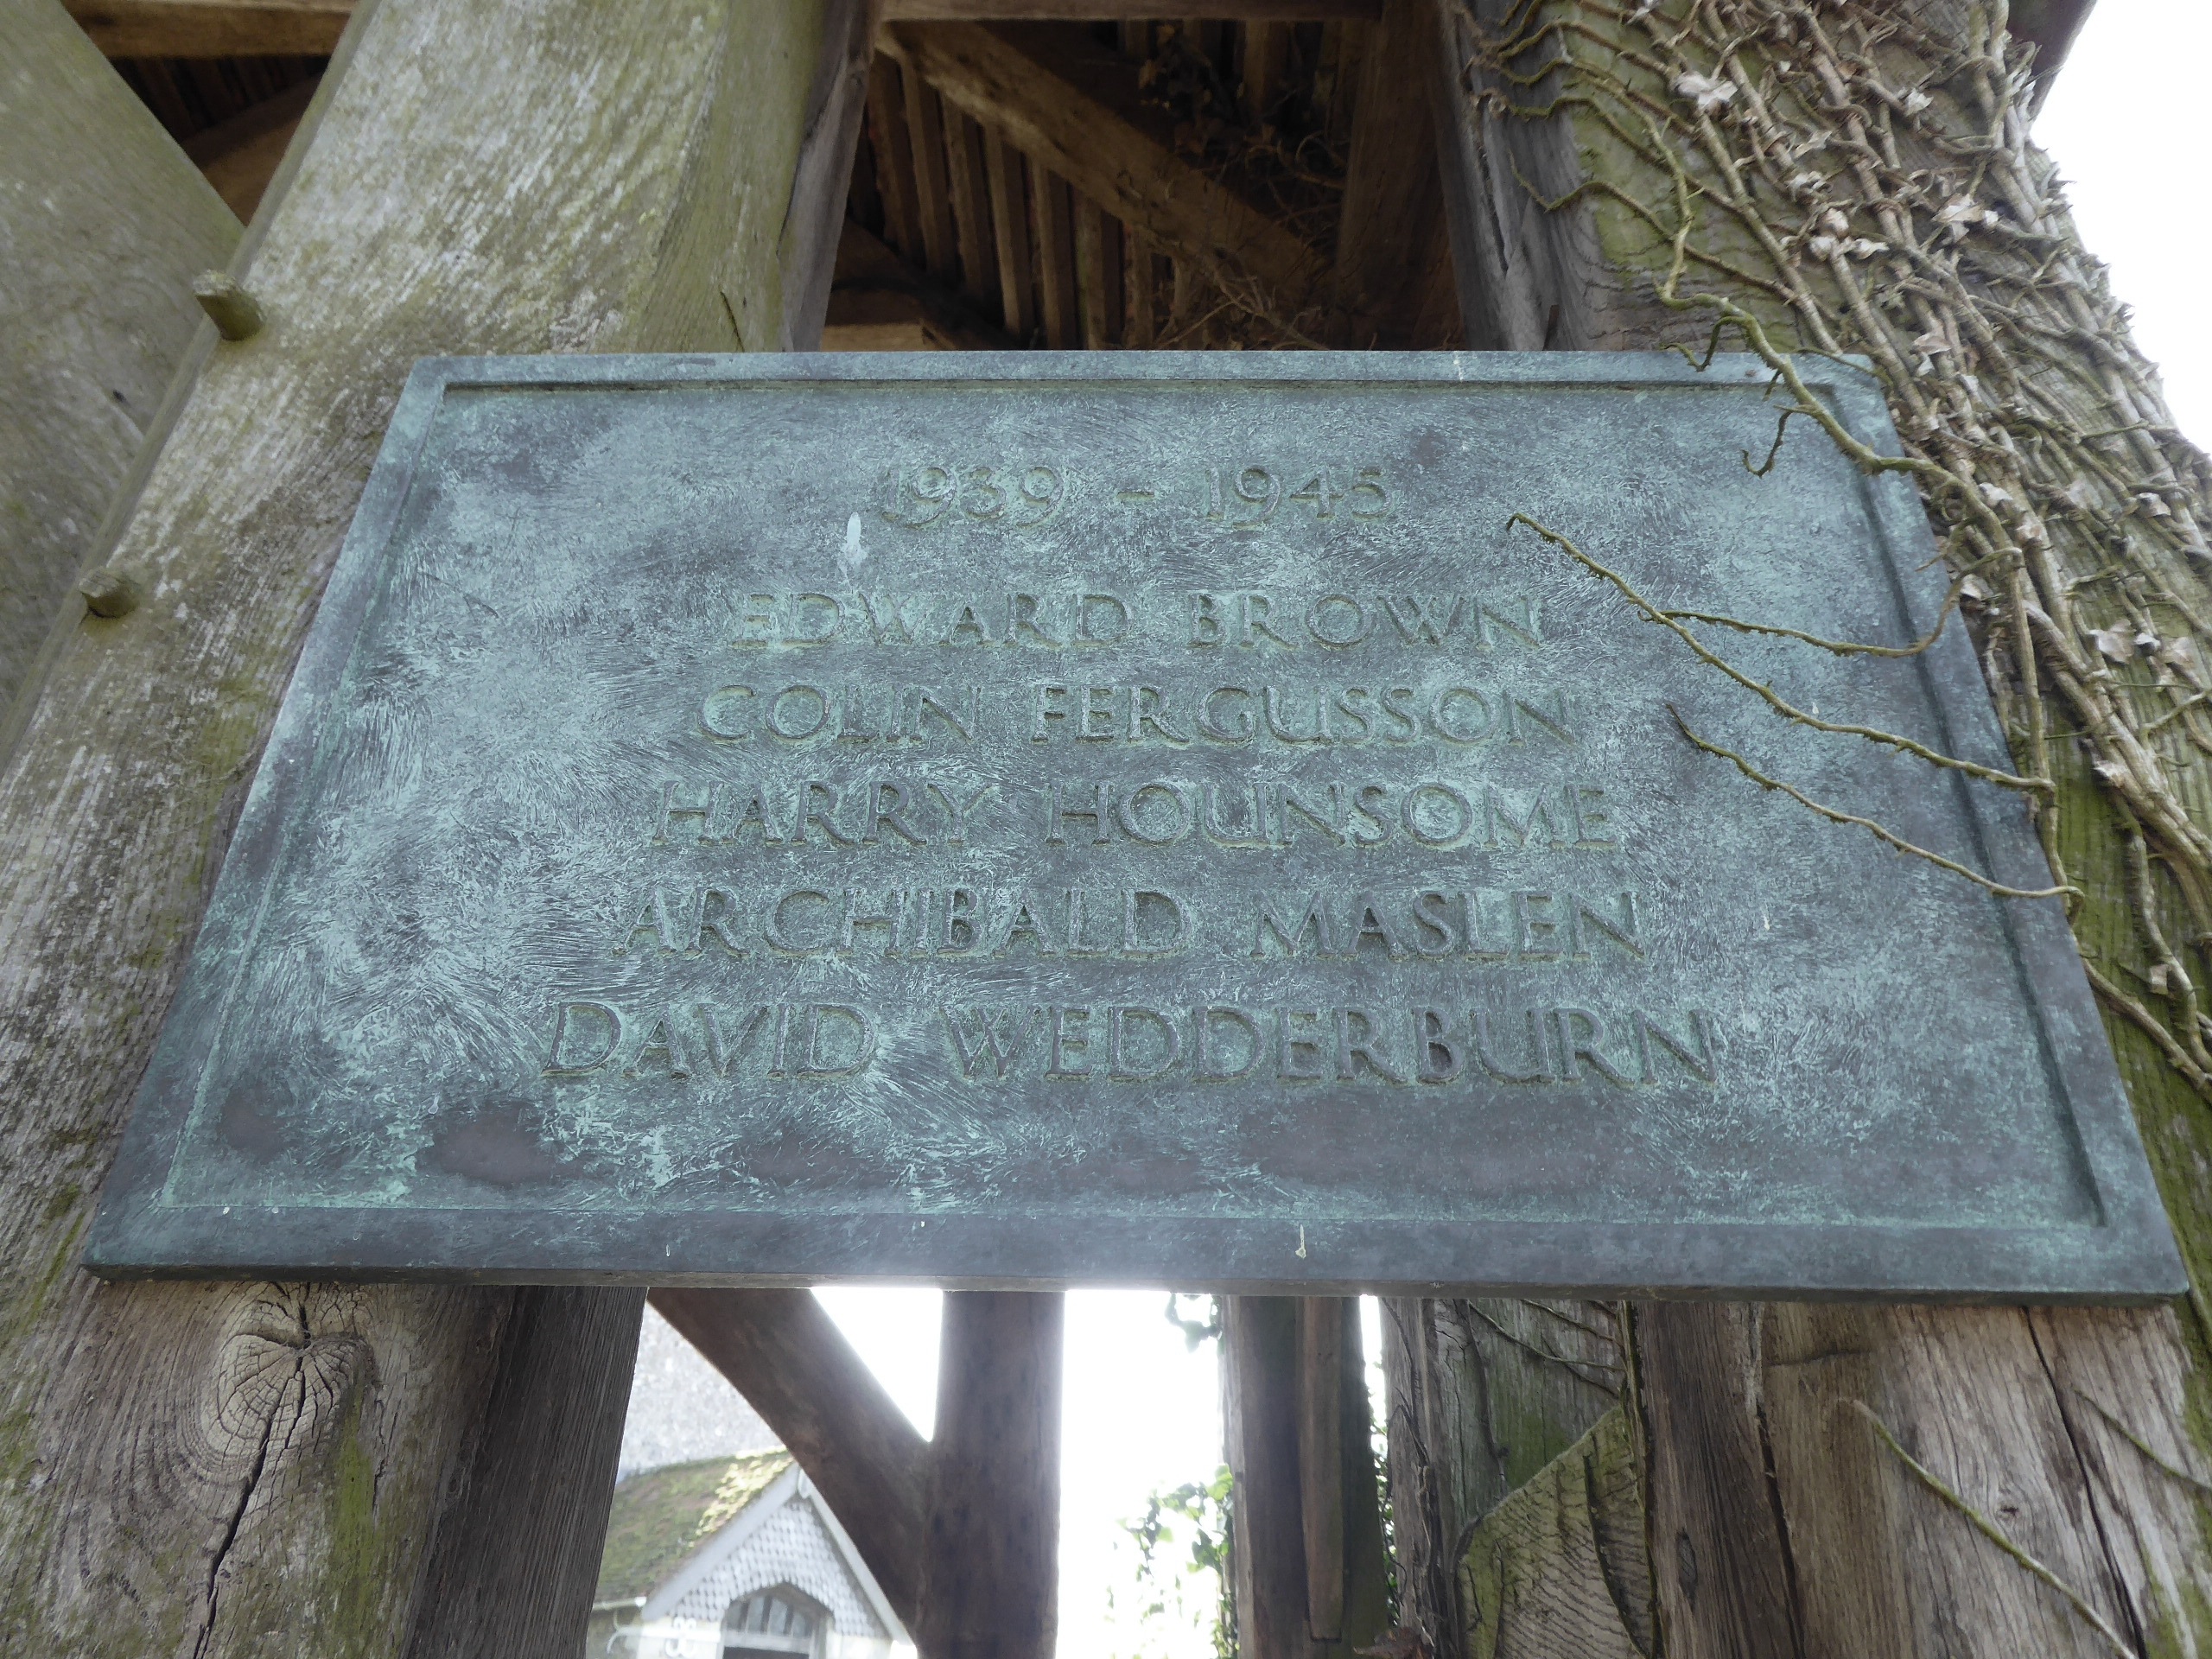 1939 - 1945
EDWARD BROWN
COLIN FERGUSSON
HARRY HOUNSOME
ARCHIBALD MASLEN
DAVID WEDDERBURN